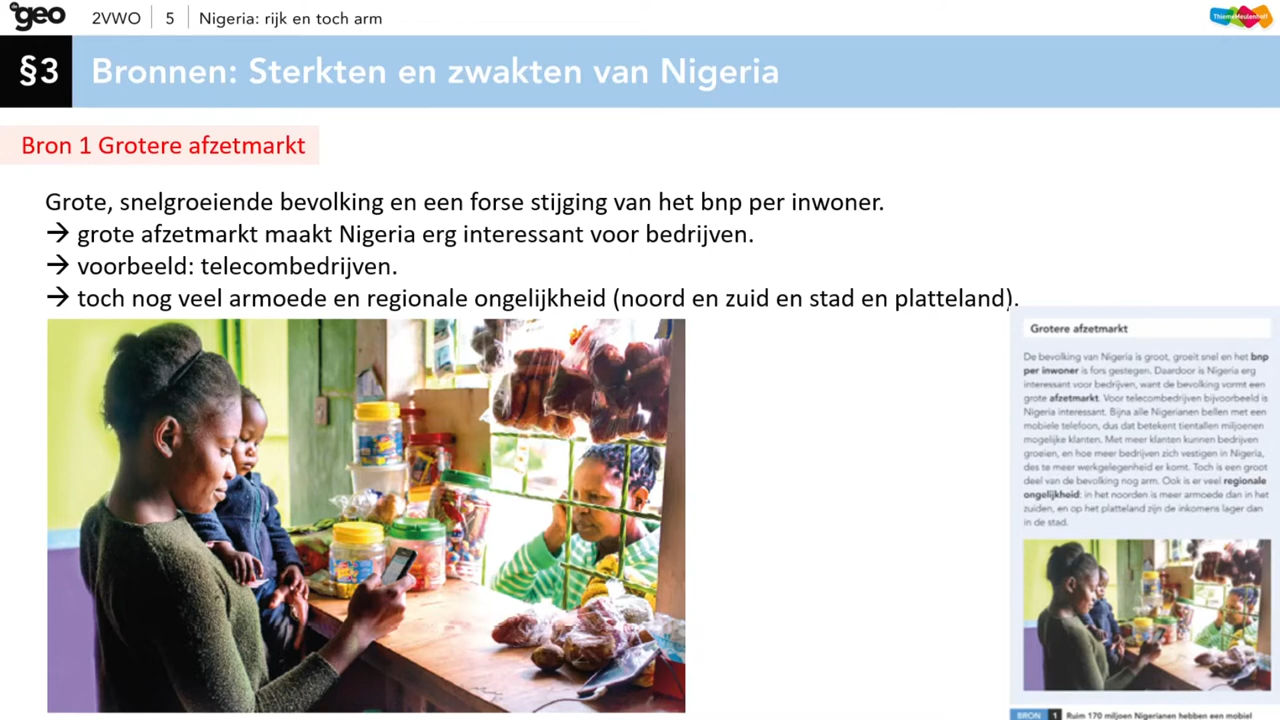 geo
2VWO
5
Nigeria: rijk en toch arm
ThiemeMeulenhoff
§3
Bronnen: Sterkten en zwakten van Nigeria
Bron 1 Grotere afzetmarkt
Grote, snelgroeiende bevolking en een forse stijging van het bnp per inwoner.
→ grote afzetmarkt maakt Nigeria erg interessant voor bedrijven.
→ voorbeeld: telecombedrijven.
→ toch nog veel armoede en regionale ongelijkheid (noord en zuid en stad en platteland).
Grotere afzetmarkt
De bevolking van Nigeria is groot, groeit snel en het bnp
per inwoner is fors gestegen. Daardoor is Nigeria erg
interessant voor bedrijven, want de bevolking vormt een
grote afzetmarkt. Voor telecombedrijven bijvoorbeeld is
Nigeria interessant. Bijna alle Nigerianen bellen met een
mobiele telefoon, dus dat betekent tientallen miljoenen
mogelijke klanten. Met meer klanten kunnen bedrijven
groeien, en hoe meer bedrijven zich vestigen in Nigeria,
des te meer werkgelegenheid er komt. Toch is een groot
deel van de bevolking nog arm. Ook is er veel regionale
ongelijkheid: in het noorden is meer armoede dan in het
zuiden, en op het platteland zijn de inkomens lager dan
in de stad.
BRON 1 Ruim 170 miljoen Nigerianen hebben een mobiel